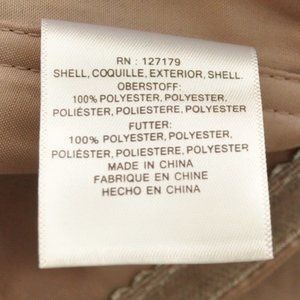 RN : 127179
SHELL, COQUILLE, EXTERIOR, SHELL.
OBERSTOFF:
100% POLYESTER, POLYESTER,
POLIÉSTER, POLIESTERE, POLYESTER
FUTTER:
100% POLYESTER, POLYESTER,
POLIÉSTER, POLIESTERE, POLYESTER
MADE IN CHINA
FABRIQUE EN CHINE
HECHO EN CHINA